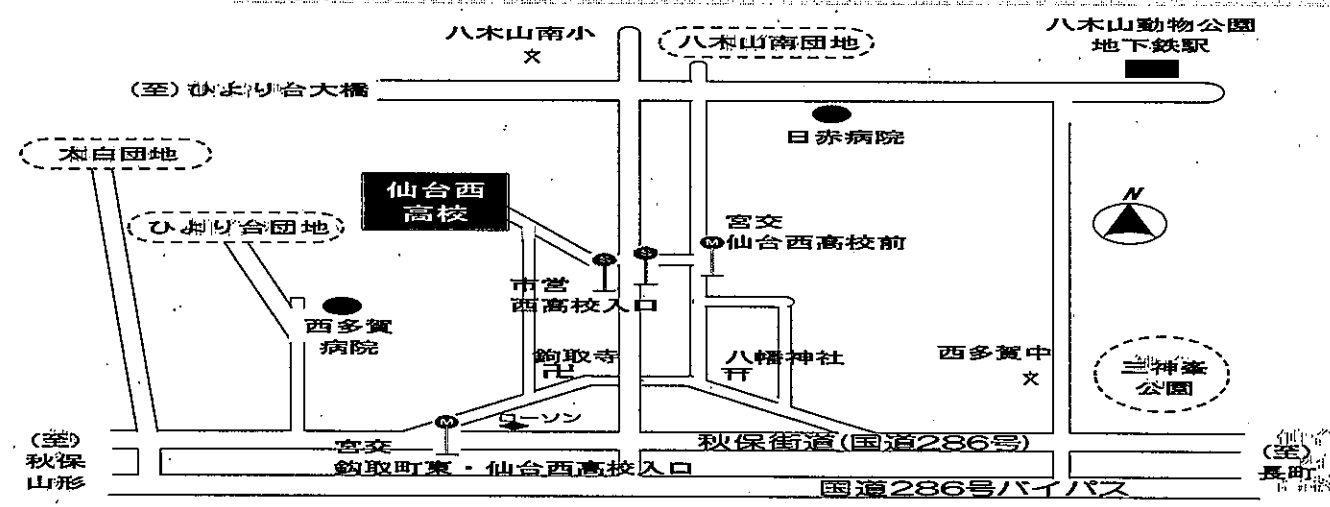 八木山南小
八木山南団地
八木山動物公園
地下鉄駅
(至)ひより台大橋
日赤病院
太白団地
仙台西
高校
ひより台団地
N
宮交
仙台西高校前
市営
西高校入口
西多賀
病院
鈎取寺
八幡神社
西多賀中
三神峯
公園
ローソン
(至)
秋保
山形
宮交
鈎取町東・仙台西高校入口
秋保街道(国道286号)
国道286号バイパス
(至)
長町